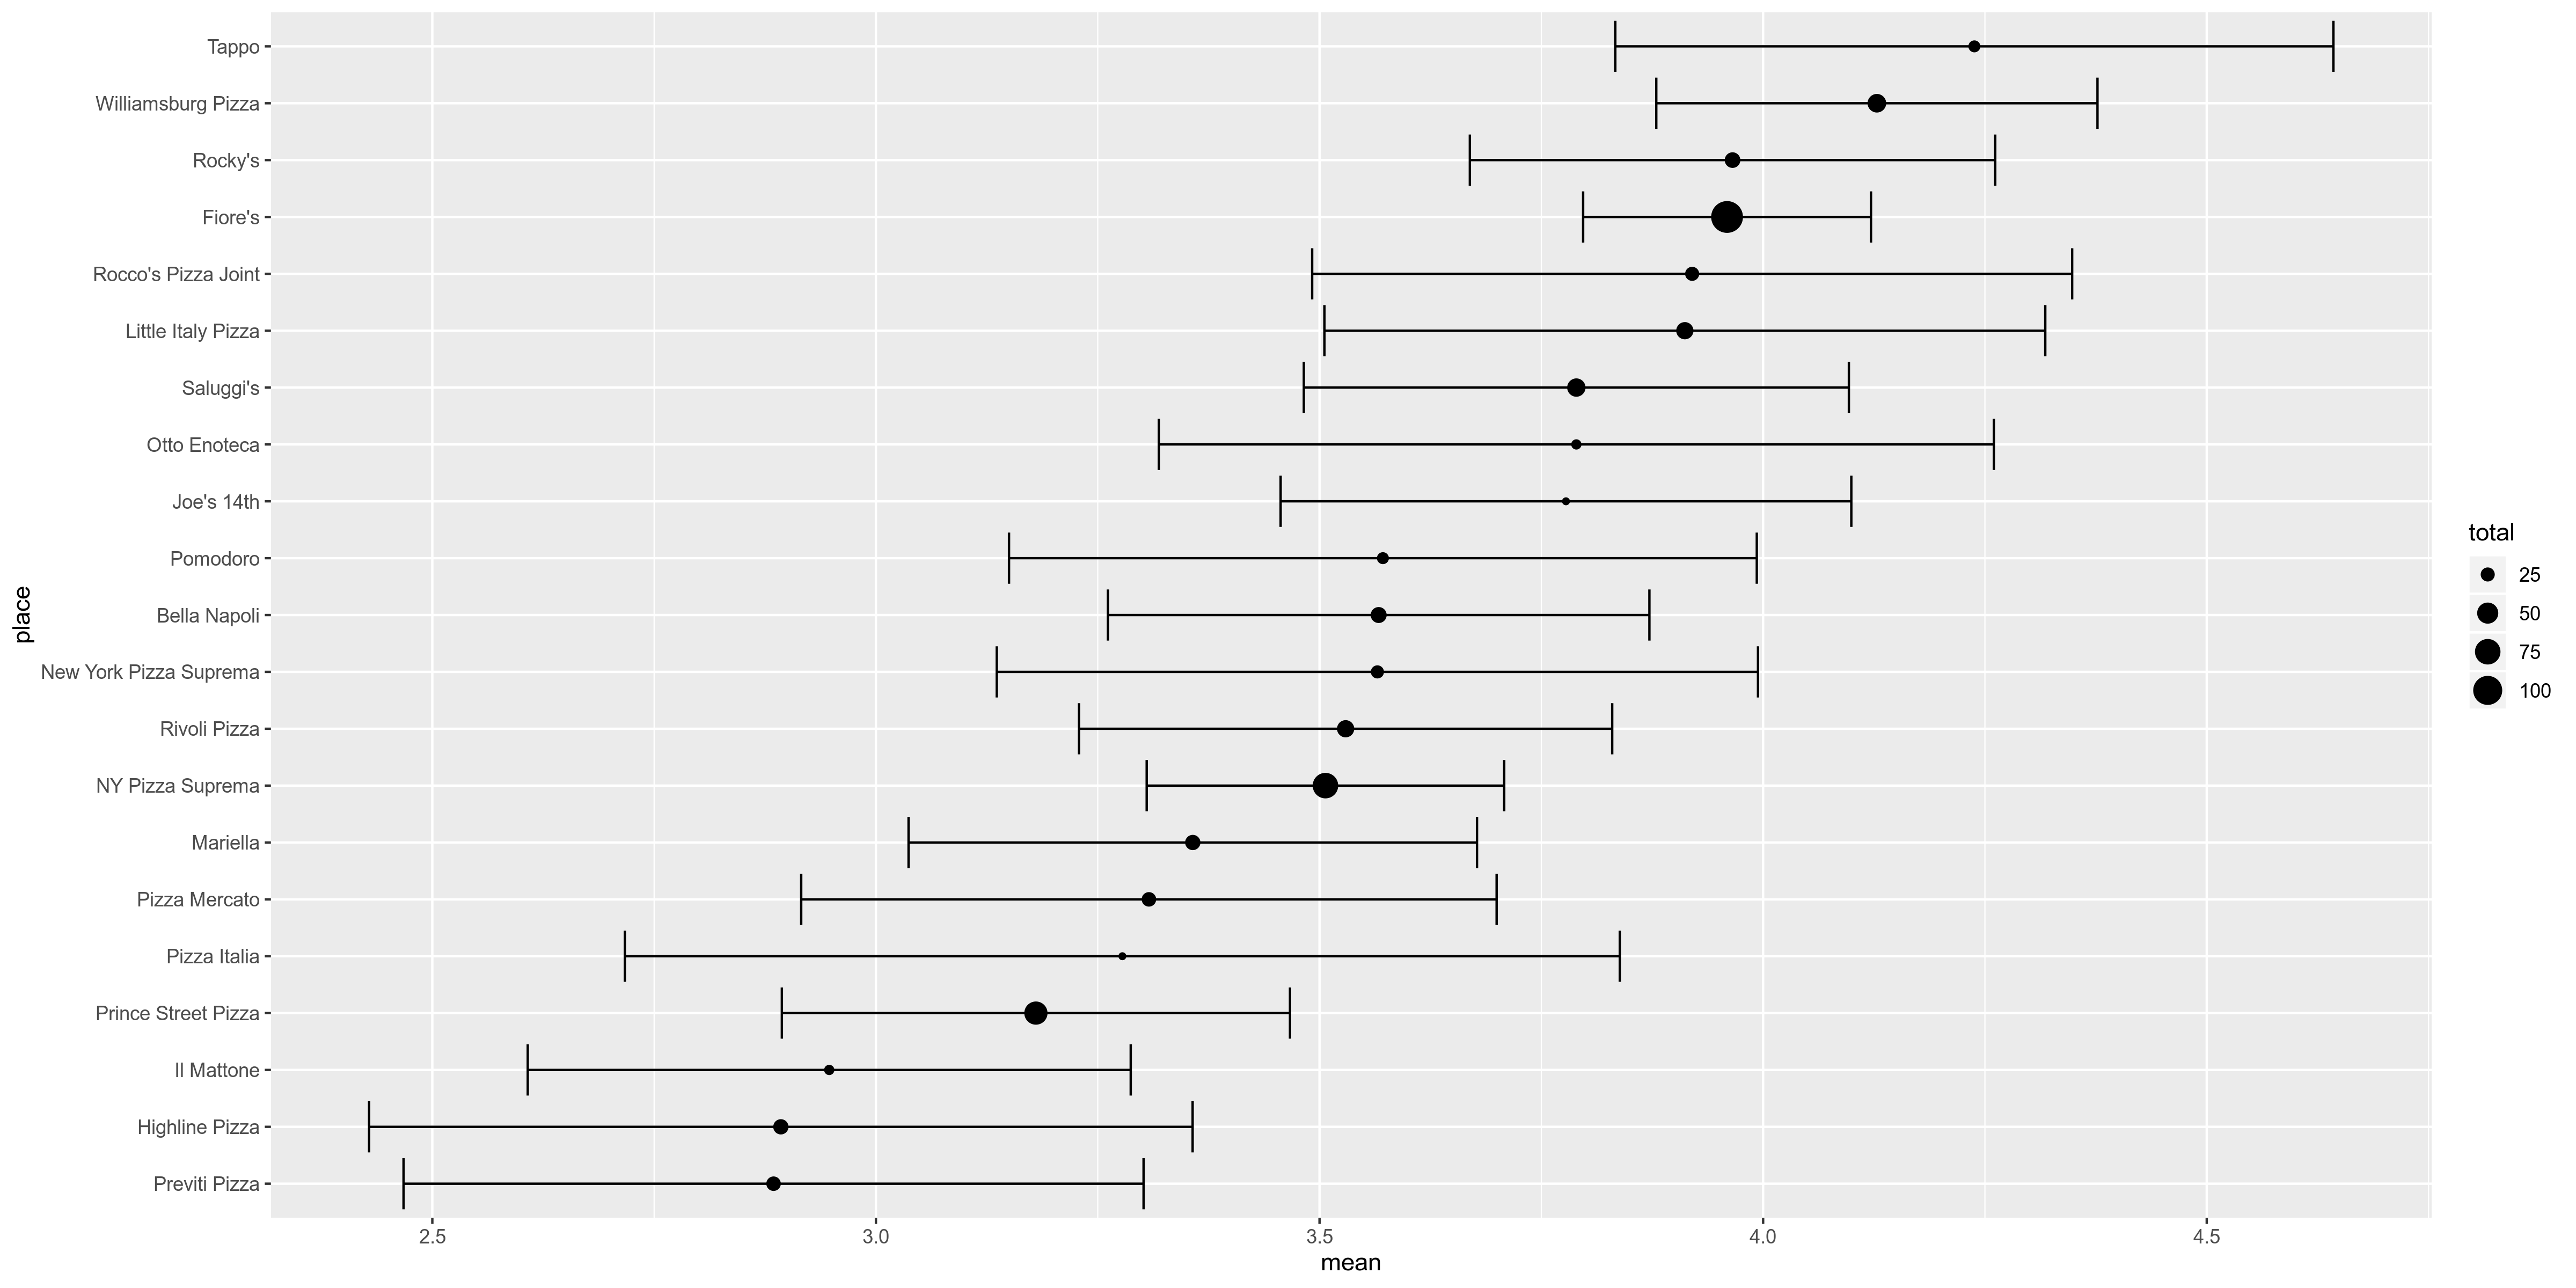 Tappo
Williamsburg Pizza
Rocky's
Fiore's
Rocco's Pizza Joint
Little Italy Pizza
Saluggi's
Otto Enoteca
Joe's 14th
Pomodoro
Bella Napoli
New York Pizza Suprema
Rivoli Pizza
NY Pizza Suprema
Mariella
Pizza Mercato
Pizza Italia
Prince Street Pizza
Il Mattone
Highline Pizza
Previti Pizza
place
2.5 3.0 3.5 4.0 4.5
mean
total
25
50
75
100